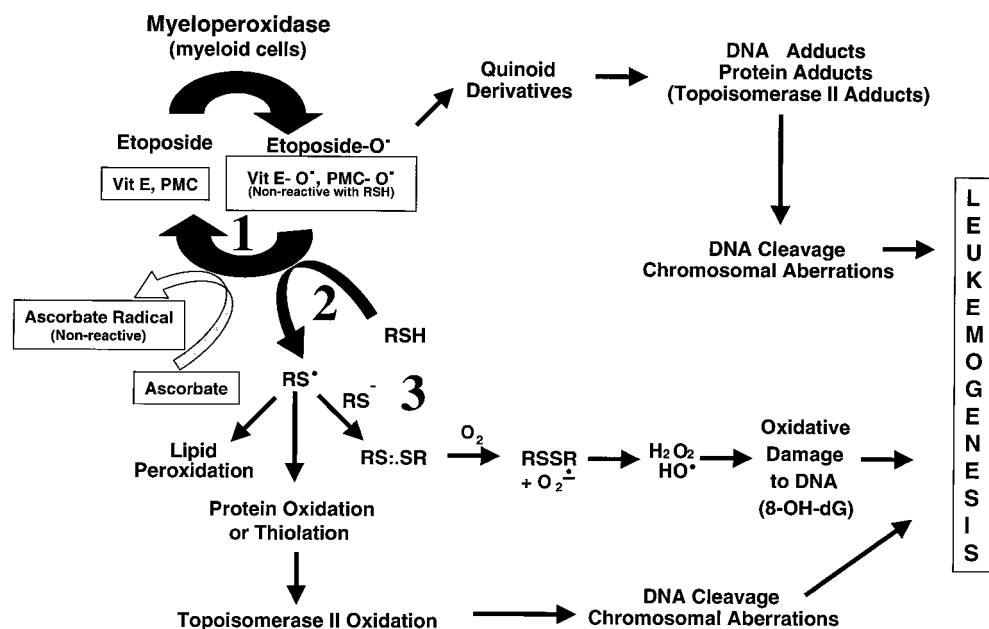 Myeloperoxidase
(myeloid cells)
Etoposide
Etoposide-O•
Vit E, PMC
Vit E- O•, PMC- O•
(Non-reactive with RSH)
Quinoid
Derivatives
DNA Adducts
Protein Adducts
(Topoisomerase II Adducts)
DNA Cleavage
Chromosomal Aberrations
1
2
RSH
Ascorbate Radical
(Non-reactive)
Ascorbate
RS•
RS-
3
Lipid
Peroxidation
RS∴SR
O2
RSSR
+ O2•-
H2O2
HO•
Oxidative
Damage
to DNA
(8-OH-dG)
Protein Oxidation
or Thiolation
Topoisomerase II Oxidation
DNA Cleavage
Chromosomal Aberrations
LEUKEMOGENESIS